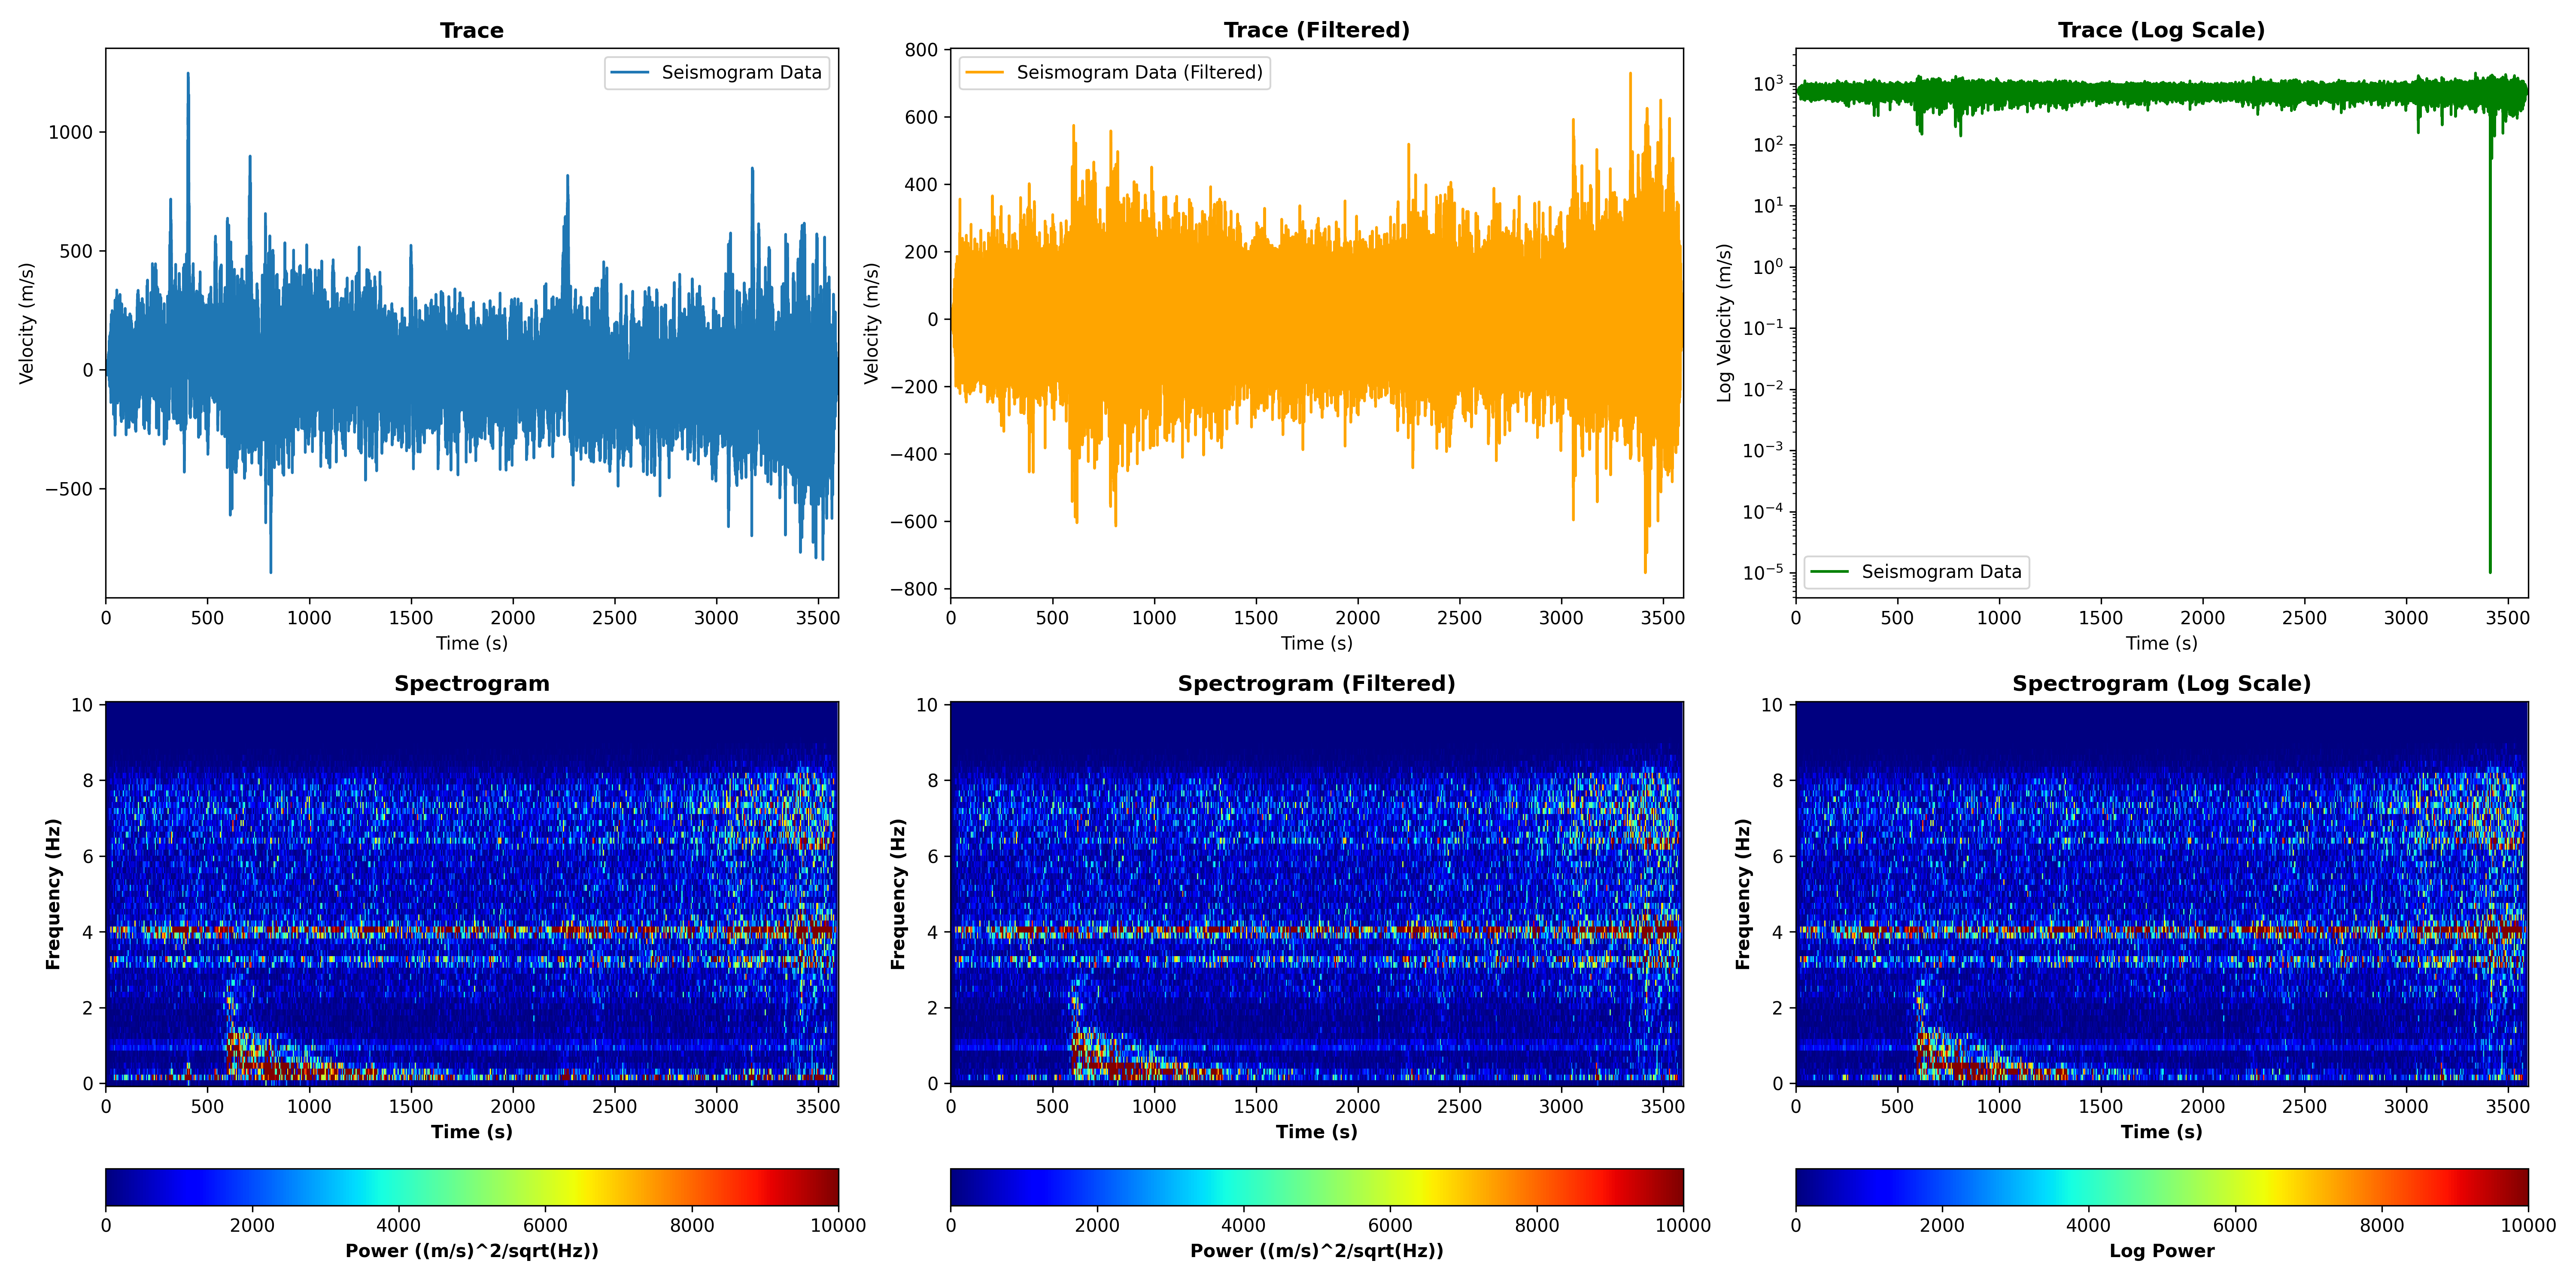 Trace
Seismogram Data
Velocity (m/s)
1000
500
0
−500
0 500 1000 1500 2000 2500 3000 3500
Time (s)
Trace (Filtered)
Seismogram Data (Filtered)
Velocity (m/s)
800
600
400
200
0
−200
−400
−600
−800
0 500 1000 1500 2000 2500 3000 3500
Time (s)
Trace (Log Scale)
Seismogram Data
Log Velocity (m/s)
10³
10²
10¹
10⁰
10⁻¹
10⁻²
10⁻³
10⁻⁴
10⁻⁵
0 500 1000 1500 2000 2500 3000 3500
Time (s)
Spectrogram
Frequency (Hz)
10
8
6
4
2
0
0 500 1000 1500 2000 2500 3000 3500
Time (s)
0 2000 4000 6000 8000 10000
Power ((m/s)^2/sqrt(Hz))
Spectrogram (Filtered)
Frequency (Hz)
10
8
6
4
2
0
0 500 1000 1500 2000 2500 3000 3500
Time (s)
0 2000 4000 6000 8000 10000
Power ((m/s)^2/sqrt(Hz))
Spectrogram (Log Scale)
Frequency (Hz)
10
8
6
4
2
0
0 500 1000 1500 2000 2500 3000 3500
Time (s)
0 2000 4000 6000 8000 10000
Log Power